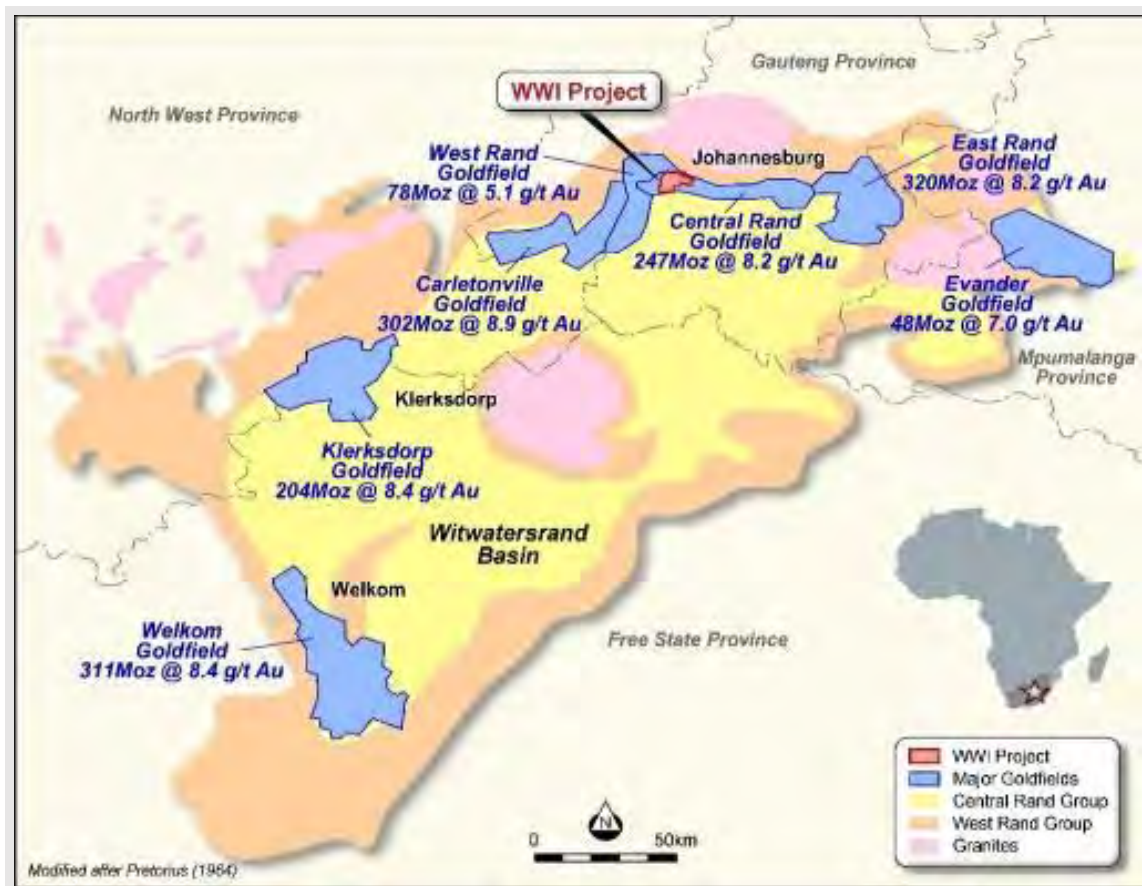 Gauteng Province
North West Province
WWI Project
West Rand
Goldfield
78Moz @ 5.1 g/t Au
Johannesburg
East Rand
Goldfield
320Moz @ 8.2 g/t Au
Central Rand
Goldfield
247Moz @ 8.2 g/t Au
Carletonville
Goldfield
302Moz @ 8.9 g/t Au
Evander
Goldfield
48Moz @ 7.0 g/t Au
Mpumalanga
Province
Klerksdorp
Klerksdorp
Goldfield
204Moz @ 8.4 g/t Au
Witwatersrand
Basin
Welkom
Welkom
Goldfield
311Moz @ 8.4 g/t Au
Free State Province
WWI Project
Major Goldfields
Central Rand Group
West Rand Group
Granites
N
0 50km
Modified after Pretorius (1964)